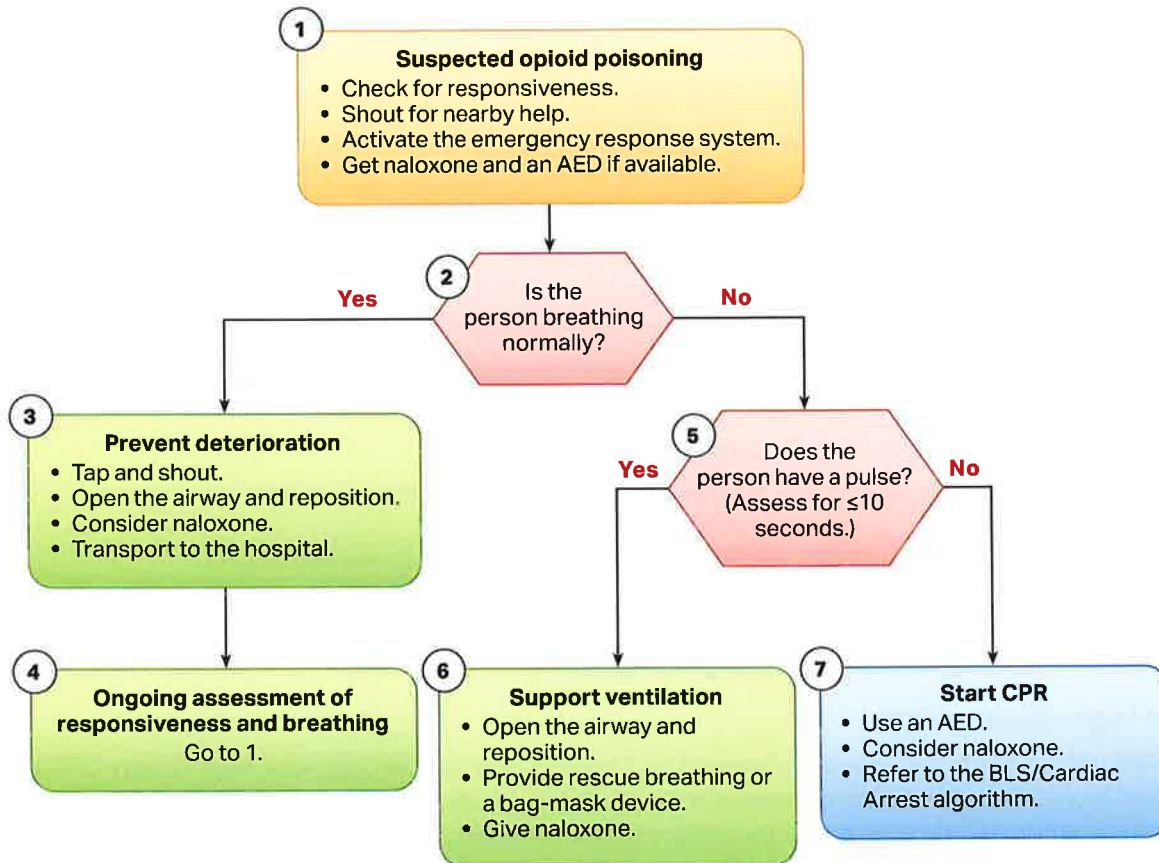 1
Suspected opioid poisoning
• Check for responsiveness.
• Shout for nearby help.
• Activate the emergency response system.
• Get naloxone and an AED if available.
2
Is the
person breathing
normally?
Yes
No
3
Prevent deterioration
• Tap and shout.
• Open the airway and reposition.
• Consider naloxone.
• Transport to the hospital.
4
Ongoing assessment of
responsiveness and breathing
Go to 1.
5
Does the
person have a pulse?
(Assess for ≤10
seconds.)
Yes
No
6
Support ventilation
• Open the airway and
reposition.
• Provide rescue breathing or
a bag-mask device.
• Give naloxone.
7
Start CPR
• Use an AED.
• Consider naloxone.
• Refer to the BLS/Cardiac
Arrest algorithm.